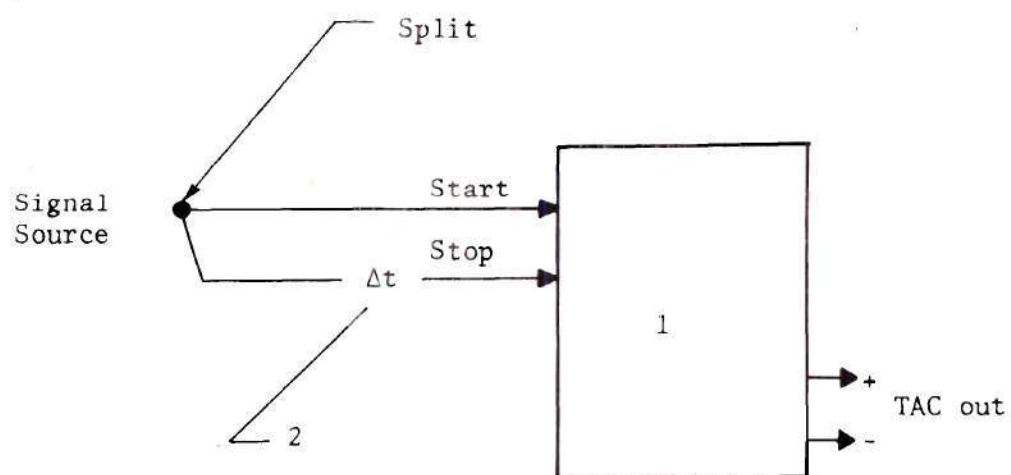 Split
Signal
Source
Start
Stop
Δt
1
2
+
TAC out
-